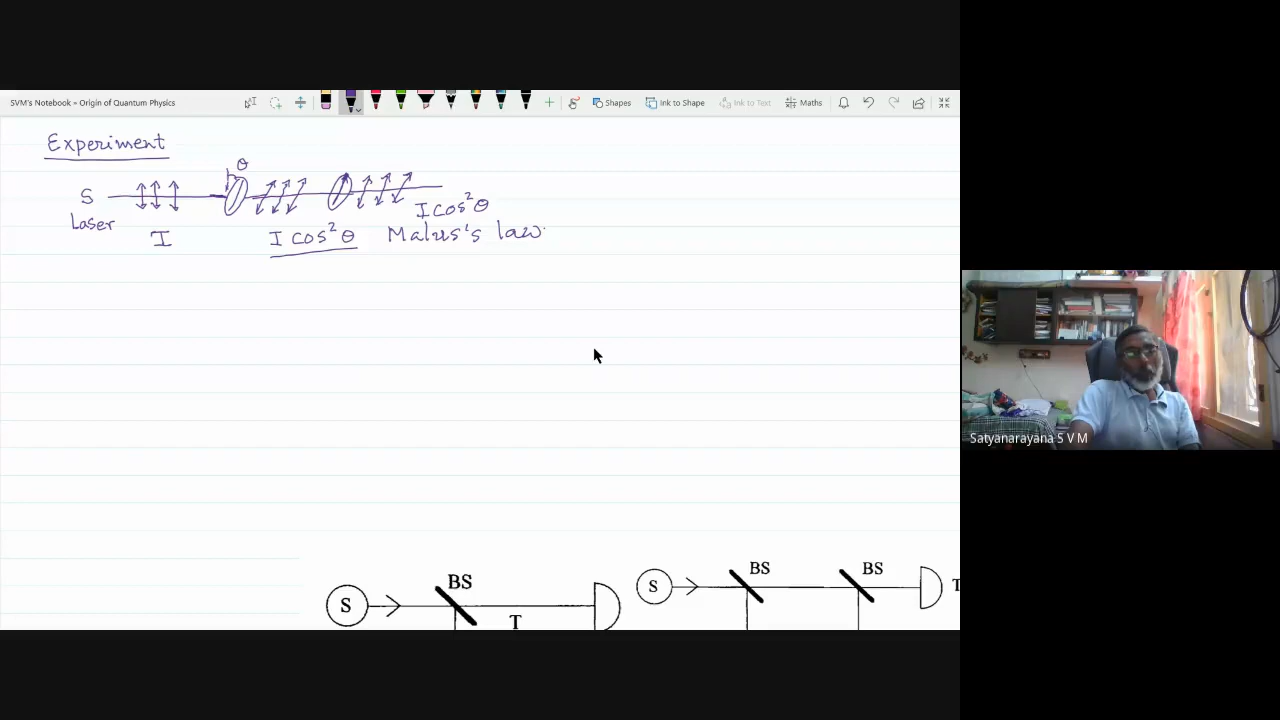 SVM's Notebook » Origin of Quantum Physics
Shapes
Ink to Shape
Ink to Text
Maths
Experiment
θ
S
Laser
I
I cos²θ
I cos²θ
Malus's law
BS
S
T
BS
BS
S
T
Satyanarayana S V M